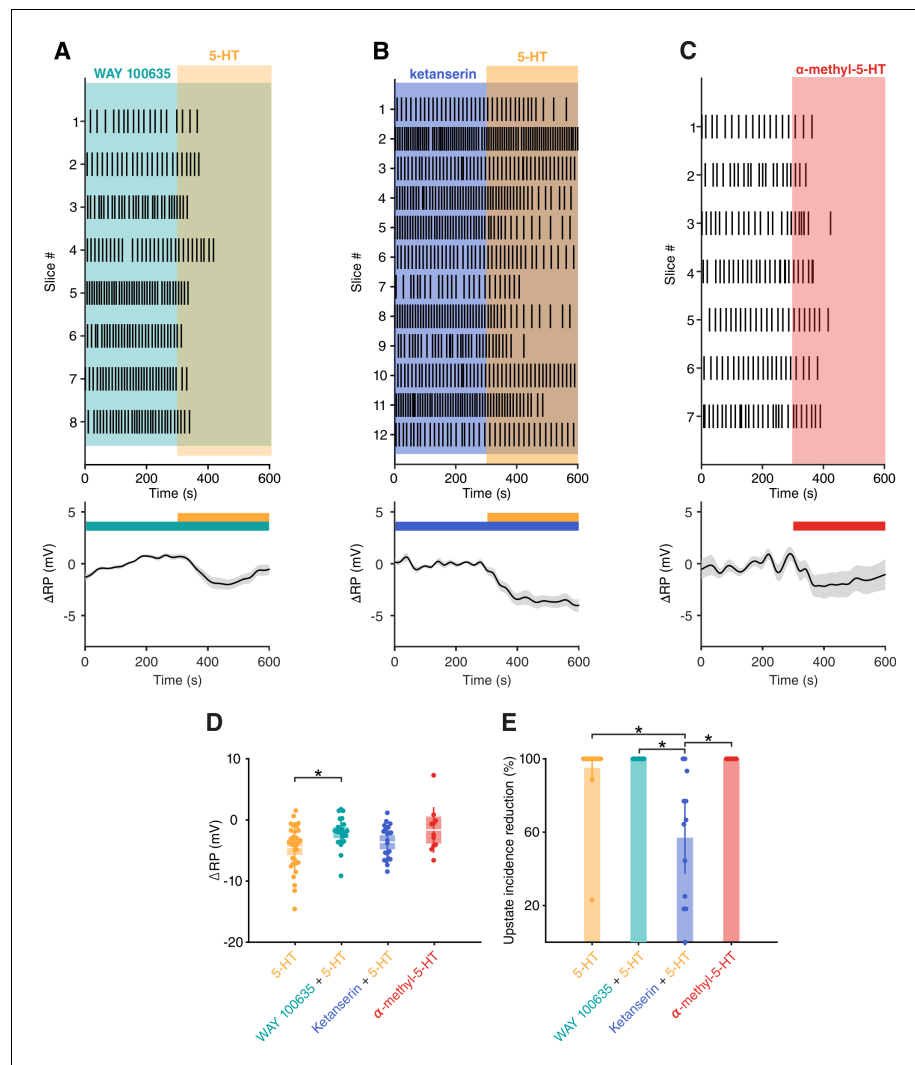 A
B
C
5-HT
5-HT
WAY 100635
ketanserin
α-methyl-5-HT
Slice #
1
2
3
4
5
6
7
8
0 200 400 600
Time (s)
Slice #
1
2
3
4
5
6
7
8
9
10
11
12
0 200 400 600
Time (s)
Slice #
1
2
3
4
5
6
7
0 200 400 600
Time (s)
ΔRP (mV)
5
0
-5
0 200 400 600
Time (s)
ΔRP (mV)
5
0
-5
0 200 400 600
Time (s)
ΔRP (mV)
5
0
-5
0 200 400 600
Time (s)
D
ΔRP (mV)
10
0
-10
-20
*
5-HT
WAY 100635 + 5-HT
Ketanserin + 5-HT
α-methyl-5-HT
E
Upstate incidence reduction (%)
100
60
20
*
* *
5-HT
WAY 100635 + 5-HT
Ketanserin + 5-HT
α-methyl-5-HT